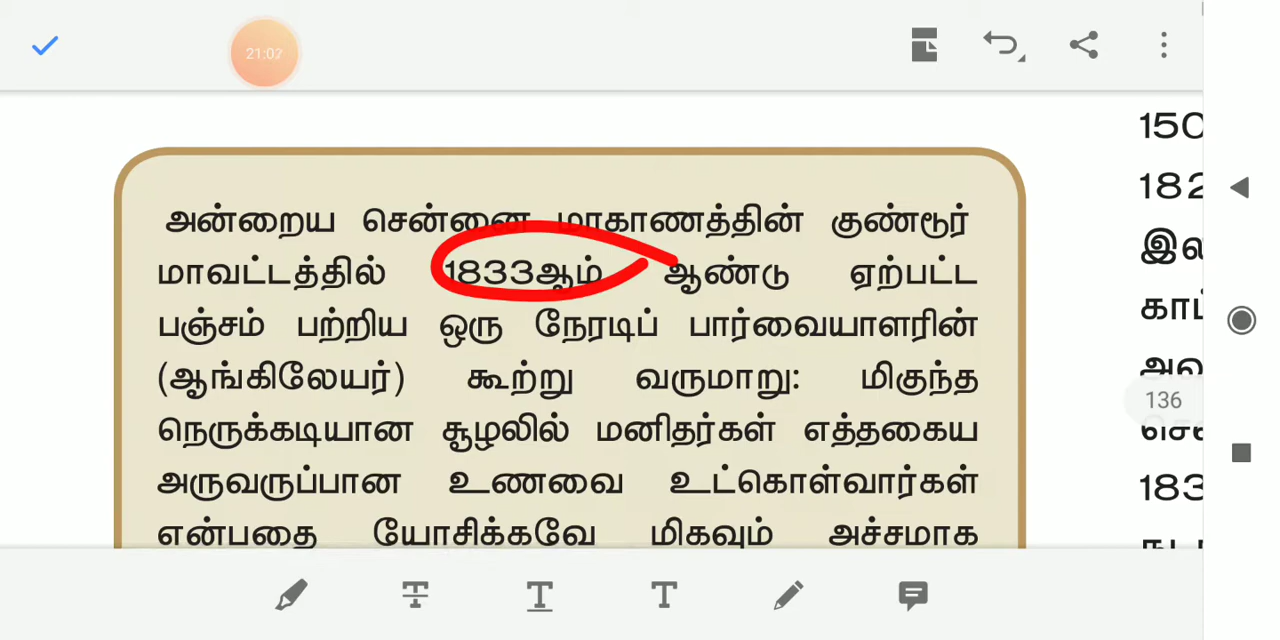 21:02
அன்றைய சென்னை மாகாணத்தின் குண்டூர்
மாவட்டத்தில் 1833ஆம் ஆண்டு ஏற்பட்ட
பஞ்சம் பற்றிய ஒரு நேரடிப் பார்வையாளரின்
(ஆங்கிலேயர்) கூற்று வருமாறு: மிகுந்த
நெருக்கடியான சூழலில் மனிதர்கள் எத்தகைய
அருவருப்பான உணவை உட்கொள்வார்கள்
என்பதை யோசிக்கவே மிகவும் அச்சமாக
150
182
136
183